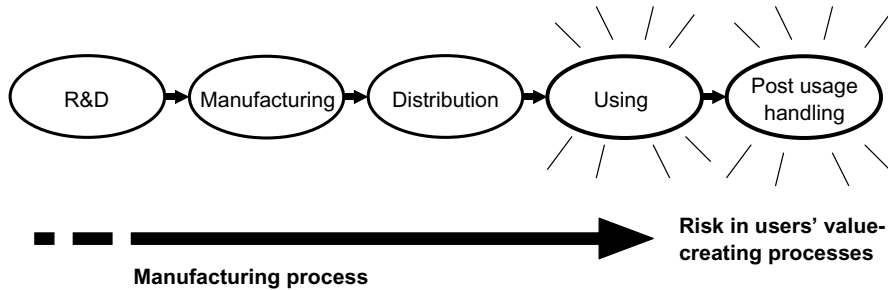 R&D
Manufacturing
Distribution
Using
Post usage
handling
Risk in users’ value-
creating processes
Manufacturing process